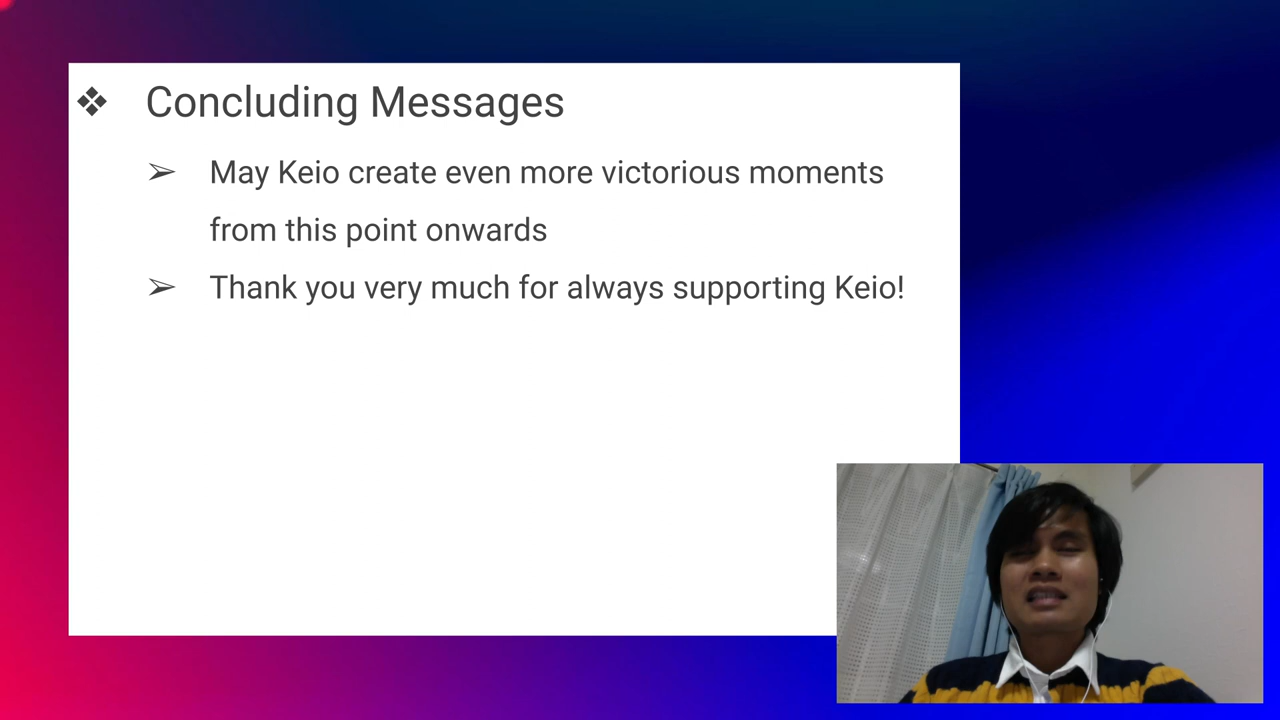 ❖ Concluding Messages
➢ May Keio create even more victorious moments
from this point onwards
➢ Thank you very much for always supporting Keio!